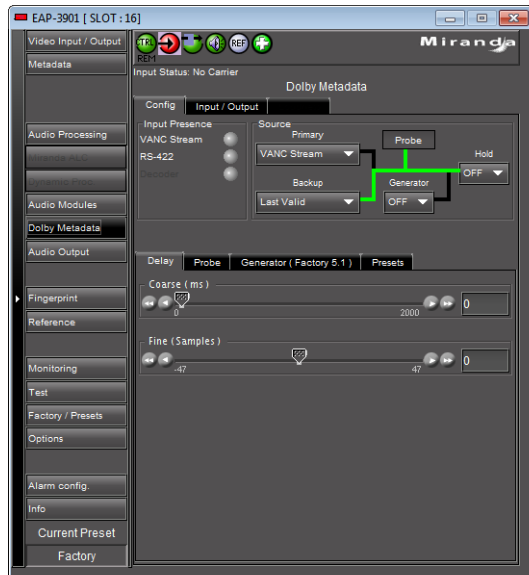 EAP-3901 [ SLOT : 16]
Video Input / Output
CTRL
REF
Miranda
REM
Metadata
Input Status: No Carrier
Dolby Metadata
Config
Input / Output
Input Presence
Source
VANC Stream
Primary
Probe
Audio Processing
RS-422
VANC Stream
Hold
Miranda ALC
Decoder
OFF
Dynamic Proc.
Backup
Generator
Audio Modules
Last Valid
OFF
Dolby Metadata
Audio Output
Delay
Probe
Generator ( Factory 5.1 )
Presets
Coarse ( ms )
Fingerprint
0
2000
0
Reference
Fine ( Samples )
Monitoring
-47
47
0
Test
Factory / Presets
Options
Alarm config.
Info
Current Preset
Factory